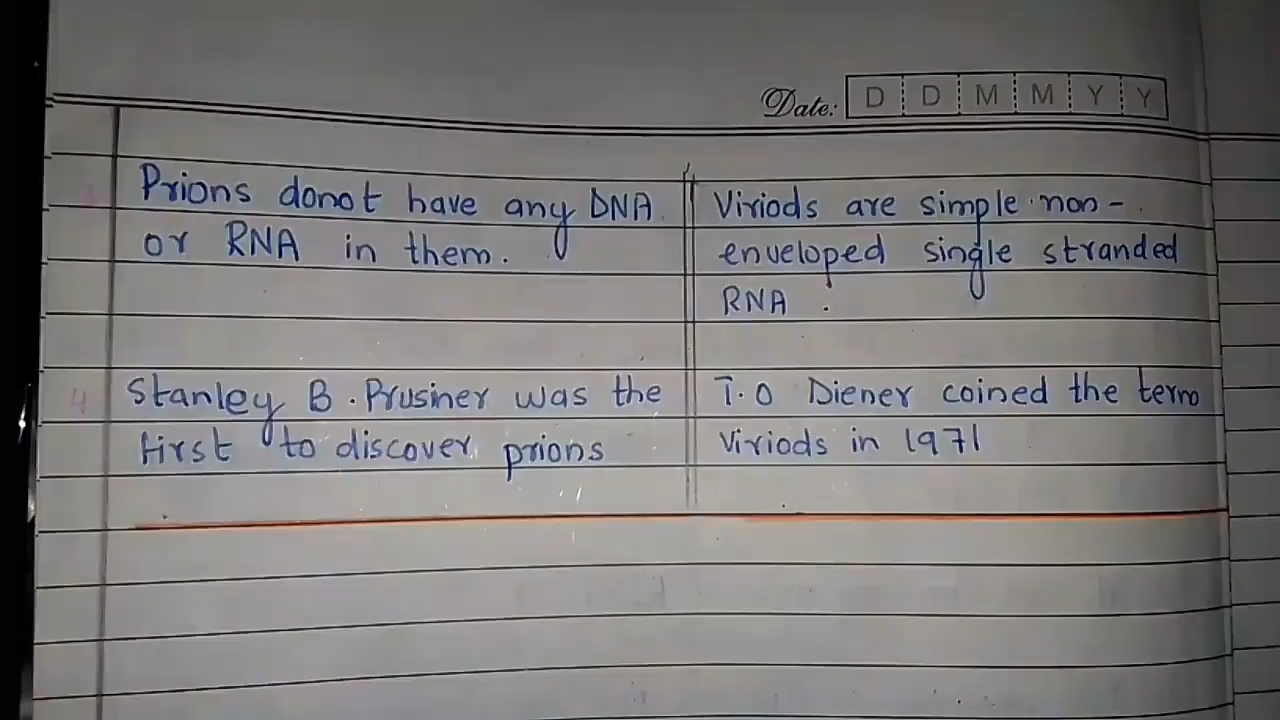 Date: D D M M Y Y
Prions donot have any DNA
or RNA in them.
Viriods are simple non-
enveloped single stranded
RNA .
4 Stanley B. Prusiner was the
first to discover prions
T.O Diener coined the term
viriods in 1971